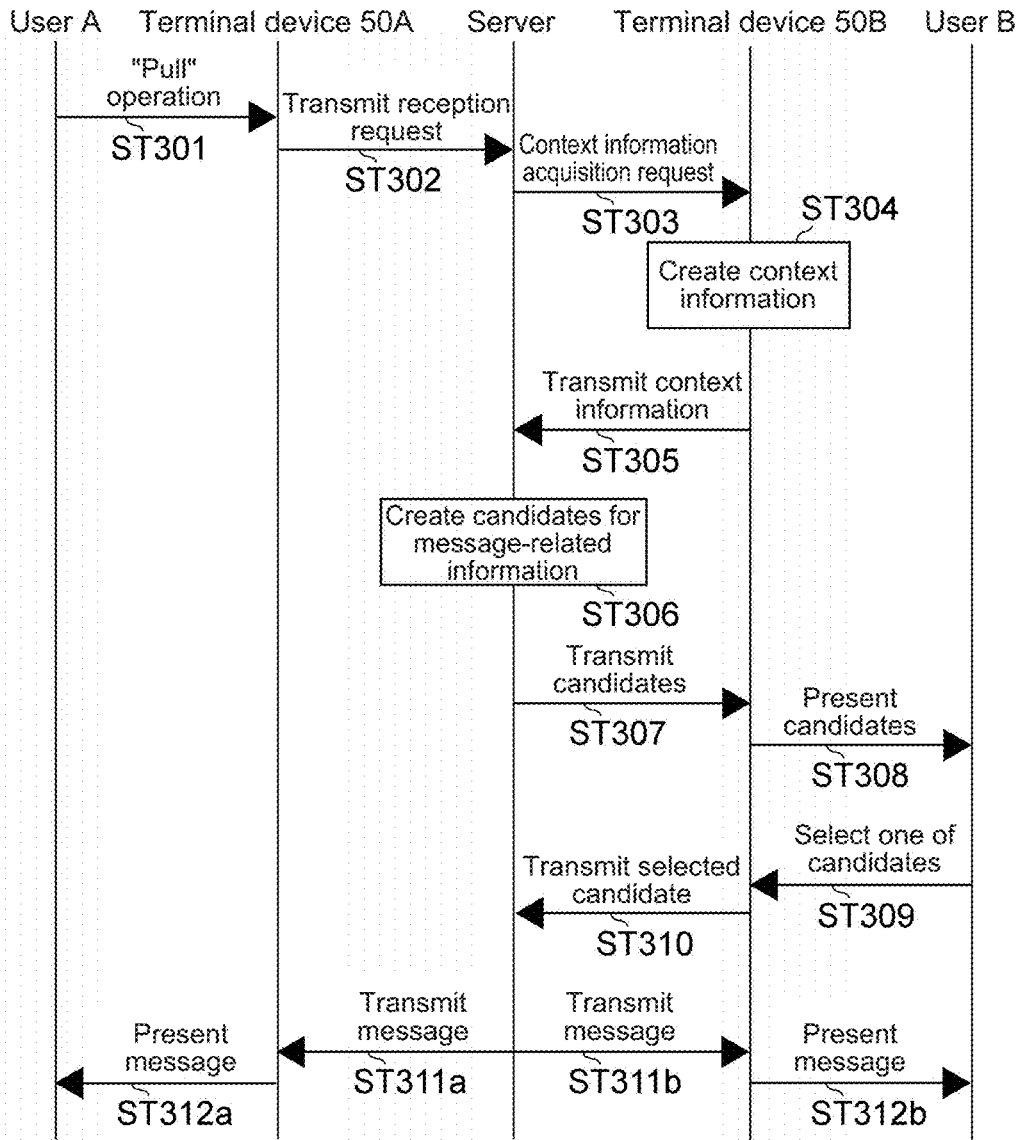 User A Terminal device 50A Server Terminal device 50B User B
"Pull"
operation
ST301
Transmit reception
request
ST302
Context information
acquisition request
ST303
ST304
Create context
information
Transmit context
information
ST305
Create candidates for
message-related
information
ST306
Transmit
candidates
ST307
Present
candidates
ST308
Select one of
candidates
ST309
Transmit selected
candidate
ST310
Transmit
message
ST311a
Transmit
message
ST311b
Present
message
ST312a
Present
message
ST312b